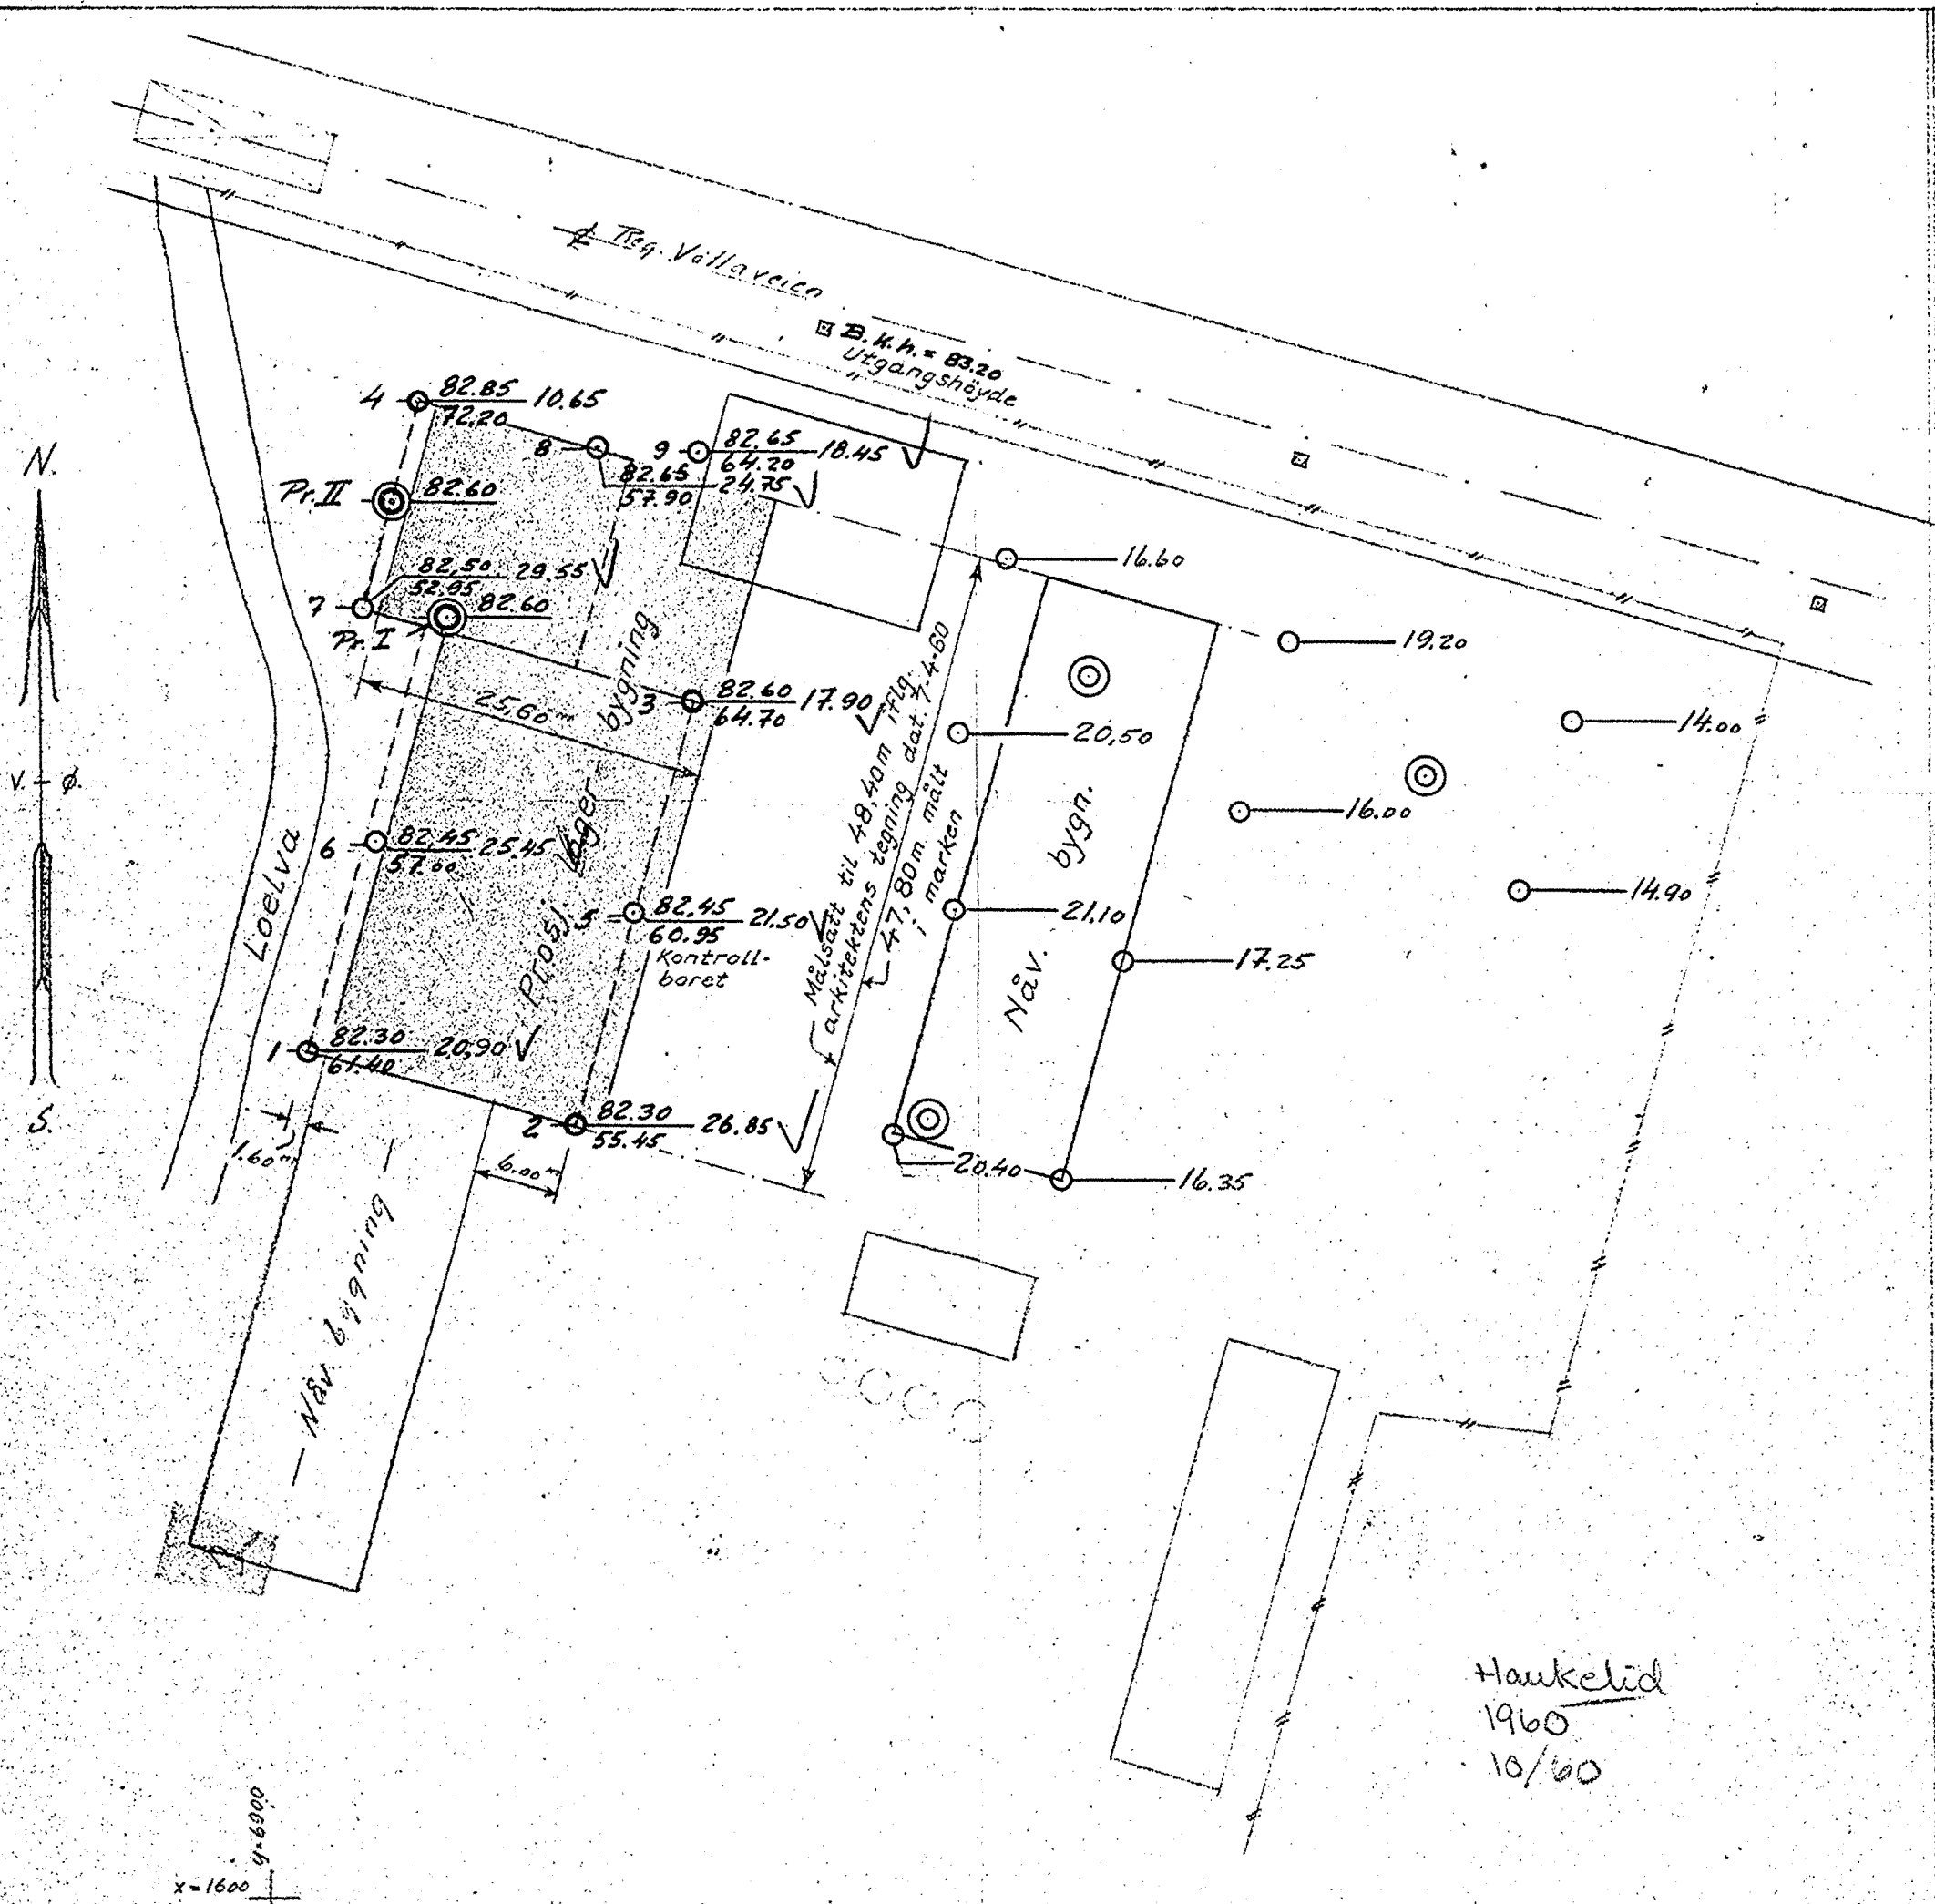 ℄ Reg. Vollaveien
B.K.h. = 83.20
Utgangshöyde
4 82.85 10.65
72,20
8 82.65 24.75
57.90
9 82.65 18.45
64.20
N.
Pr. II 82.60
7 82,50 29.55
52.95
Pr. I 82.60
16.60
19.20
25,60 m
3 82.60 17.90
64.70
20,50
14.00
V. - Ø.
16.00
6 82.45 25.45
57.00
Loelva
Prosj. lager bygning
Målsatt til 48,40m iflg.
arkitektens tegning dat. 7-4-60
47,80m målt
i marken
Nåv. bygn.
14.90
5 82.45 21.50
60.95
Kontroll-
boret
21.10
17.25
1 82.30 20,90
61.40
S.
2 82.30 26.85
55.45
1.60 m
6.00 m
20.40
16.35
Nåv. bygning
Haukelid
1960
10/60
y=6900
x=1600